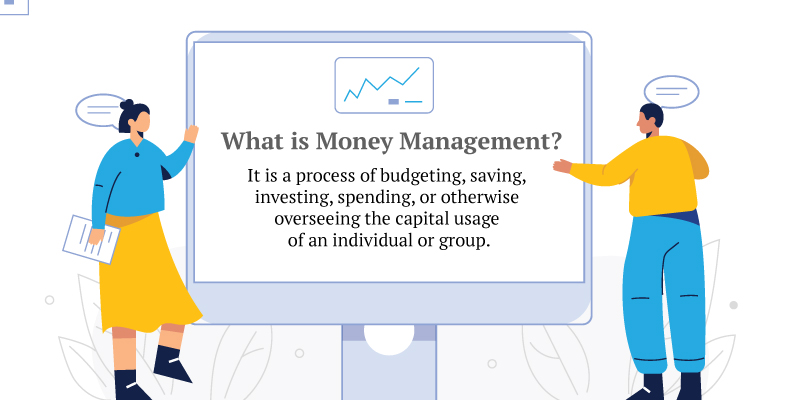 What is Money Management?
It is a process of budgeting, saving,
investing, spending, or otherwise
overseeing the capital usage
of an individual or group.